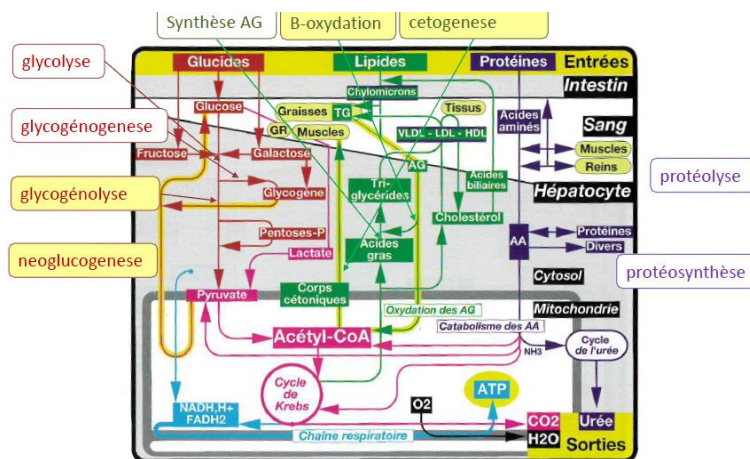 Synthèse AG
B-oxydation
cetogenese
glycolyse
glycogénogenese
glycogénolyse
neoglucogenese
protéolyse
protéosynthèse
Glucides
Lipides
Protéines
Entrées
Intestin
Chylomicrons
Glucose
Graisses
TG
Tissus
Acides
aminés
Sang
GR
Muscles
VLDL - LDL - HDL
Muscles
Reins
Fructose
Galactose
AG
Acides
biliaires
Hépatocyte
Glycogène
Tri-
glycérides
Cholestérol
Pentoses-P
Acides
gras
AA
Protéines
Divers
Lactate
Corps
cétoniques
Cytosol
Pyruvate
Oxydation des AG
Mitochondrie
Acétyl-CoA
Catabolisme des AA
NH3
Cycle
de l'urée
Cycle
de
Krebs
ATP
NADH,H+
FADH2
O2
CO2
Urée
Chaîne respiratoire
H2O
Sorties